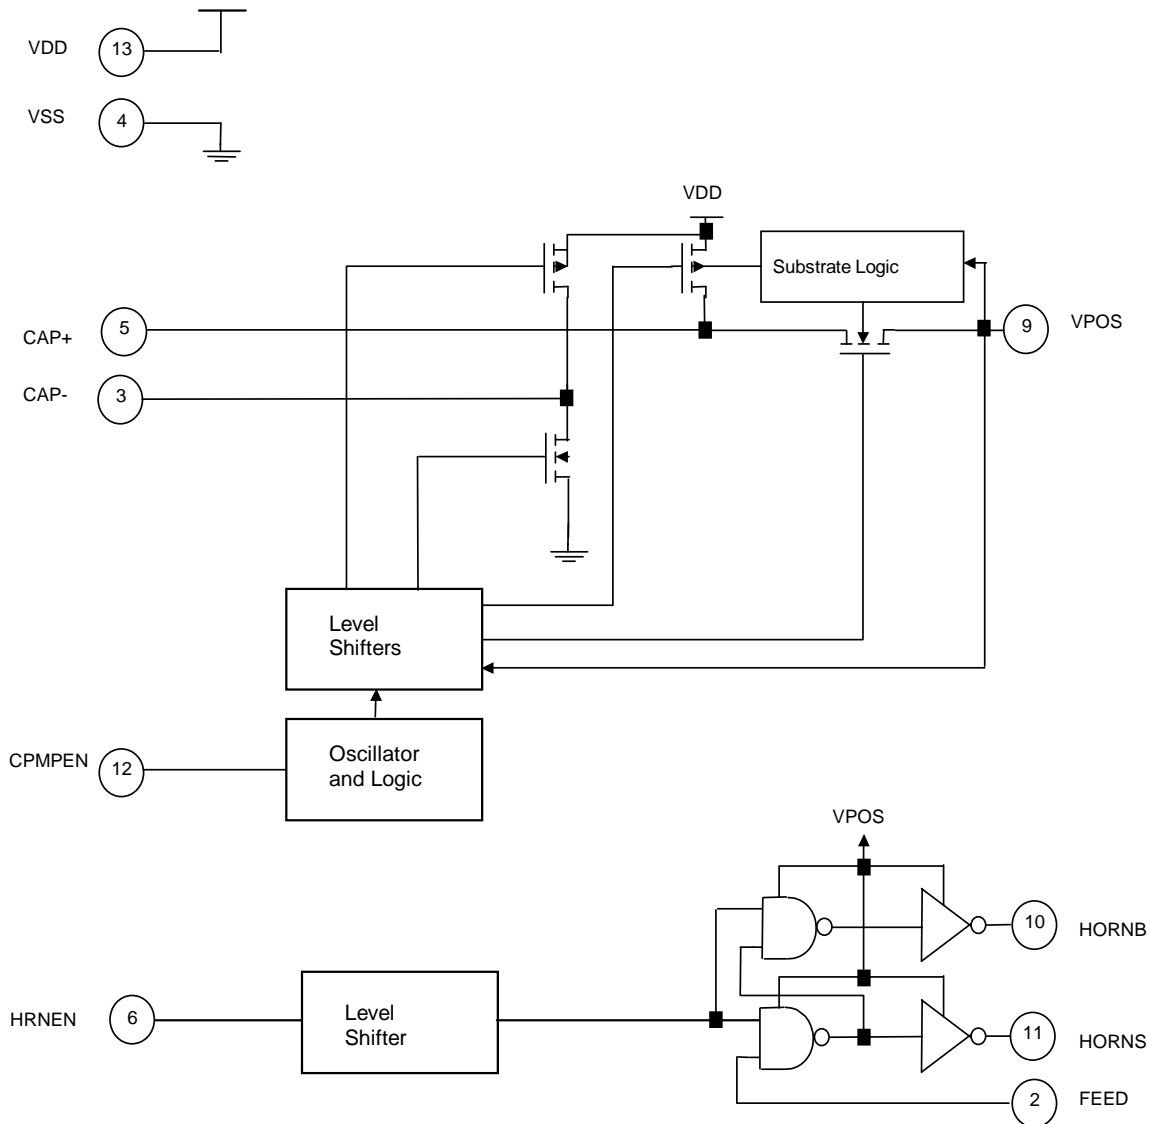 VDD 13
VSS 4
VDD
Substrate Logic
CAP+ 5
9 VPOS
CAP- 3
Level
Shifters
Oscillator
and Logic
CPMPEN 12
VPOS
10 HORNB
HRNEN 6
Level
Shifter
11 HORNS
2 FEED